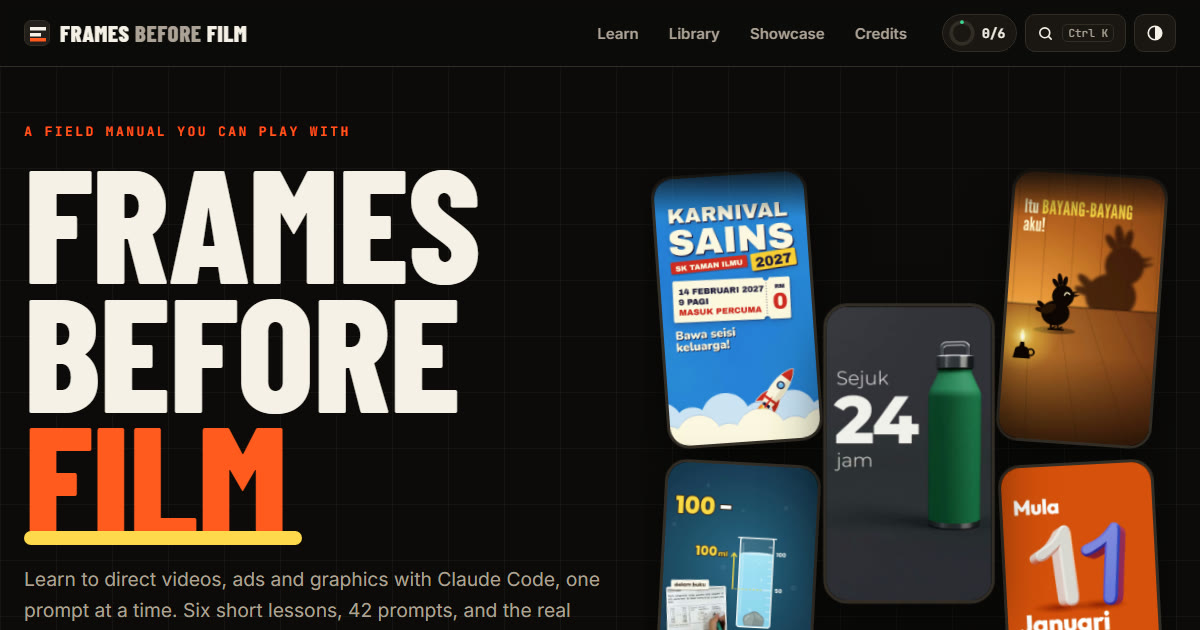 FRAMES BEFORE FILM
Learn
Library
Showcase
Credits
0/6
Ctrl K
A FIELD MANUAL YOU CAN PLAY WITH
FRAMES
BEFORE
FILM
Learn to direct videos, ads and graphics with Claude Code, one
prompt at a time. Six short lessons, 42 prompts, and the real
KARNIVAL
SAINS
SK TAMAN ILMU 2027
14 FEBRUARI 2027
9 PAGI
MASUK PERCUMA
RM
0
Bawa seisi
keluarga!
Sejuk
24
jam
Itu BAYANG-BAYANG
aku!
100 –
100 ml
100
50
dalam buku:
Mula
11
Januari